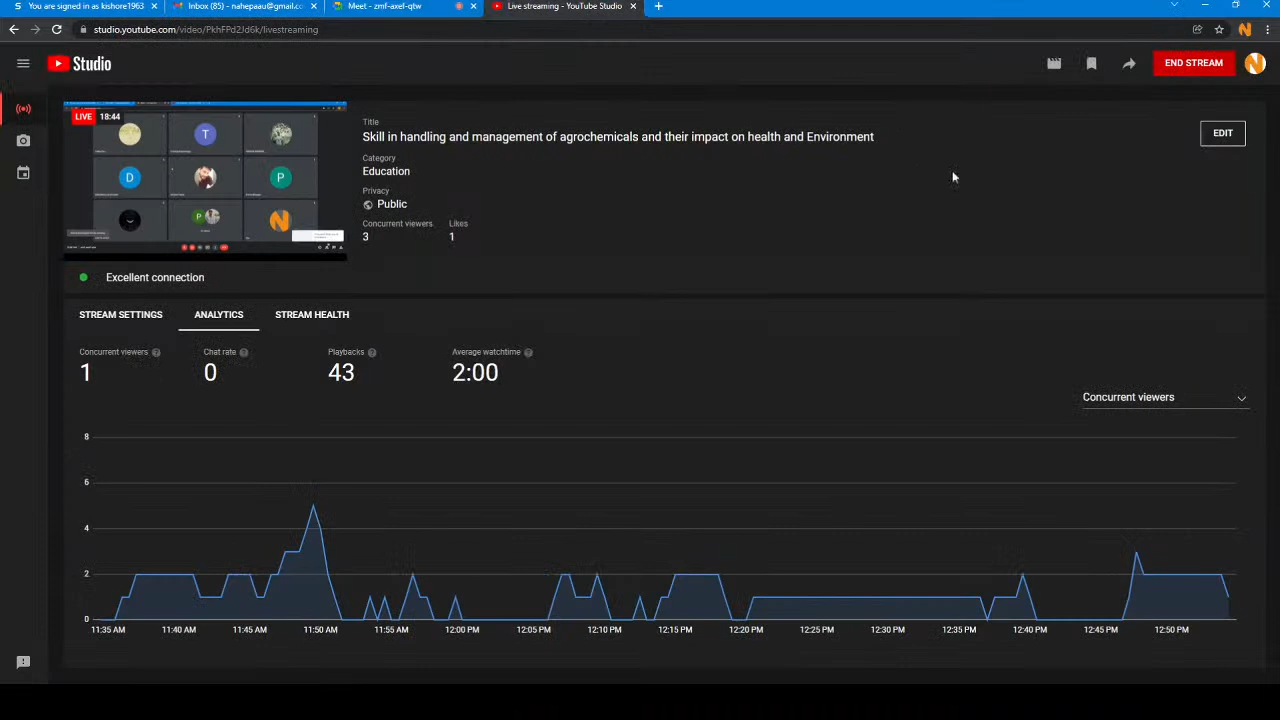 You are signed in as kishore1963
Inbox (85) - nahepaau@gmail.co
Meet - zmf-axel-qtw
Live streaming - YouTube Studio
studio.youtube.com/video/PkhFPd2Jd6k/livestreaming
Studio
END STREAM
LIVE 18:44
T
D
P
P
Title
Skill in handling and management of agrochemicals and their impact on health and Environment
EDIT
Category
Education
Privacy
Public
Concurrent viewers Likes
3 1
Excellent connection
STREAM SETTINGS ANALYTICS STREAM HEALTH
Concurrent viewers Chat rate Playbacks Average watchtime
1 0 43 2:00
Concurrent viewers
8
6
4
2
0
11:35 AM 11:40 AM 11:45 AM 11:50 AM 11:55 AM 12:00 PM 12:05 PM 12:10 PM 12:15 PM 12:20 PM 12:25 PM 12:30 PM 12:35 PM 12:40 PM 12:45 PM 12:50 PM